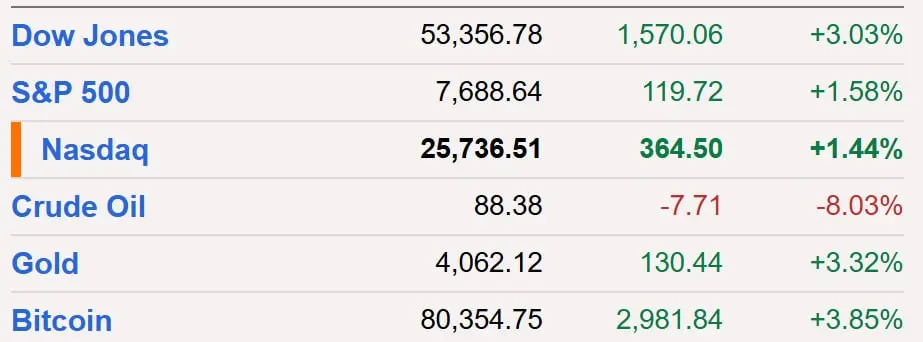 Dow Jones 53,356.78 1,570.06 +3.03%
S&P 500 7,688.64 119.72 +1.58%
Nasdaq 25,736.51 364.50 +1.44%
Crude Oil 88.38 -7.71 -8.03%
Gold 4,062.12 130.44 +3.32%
Bitcoin 80,354.75 2,981.84 +3.85%